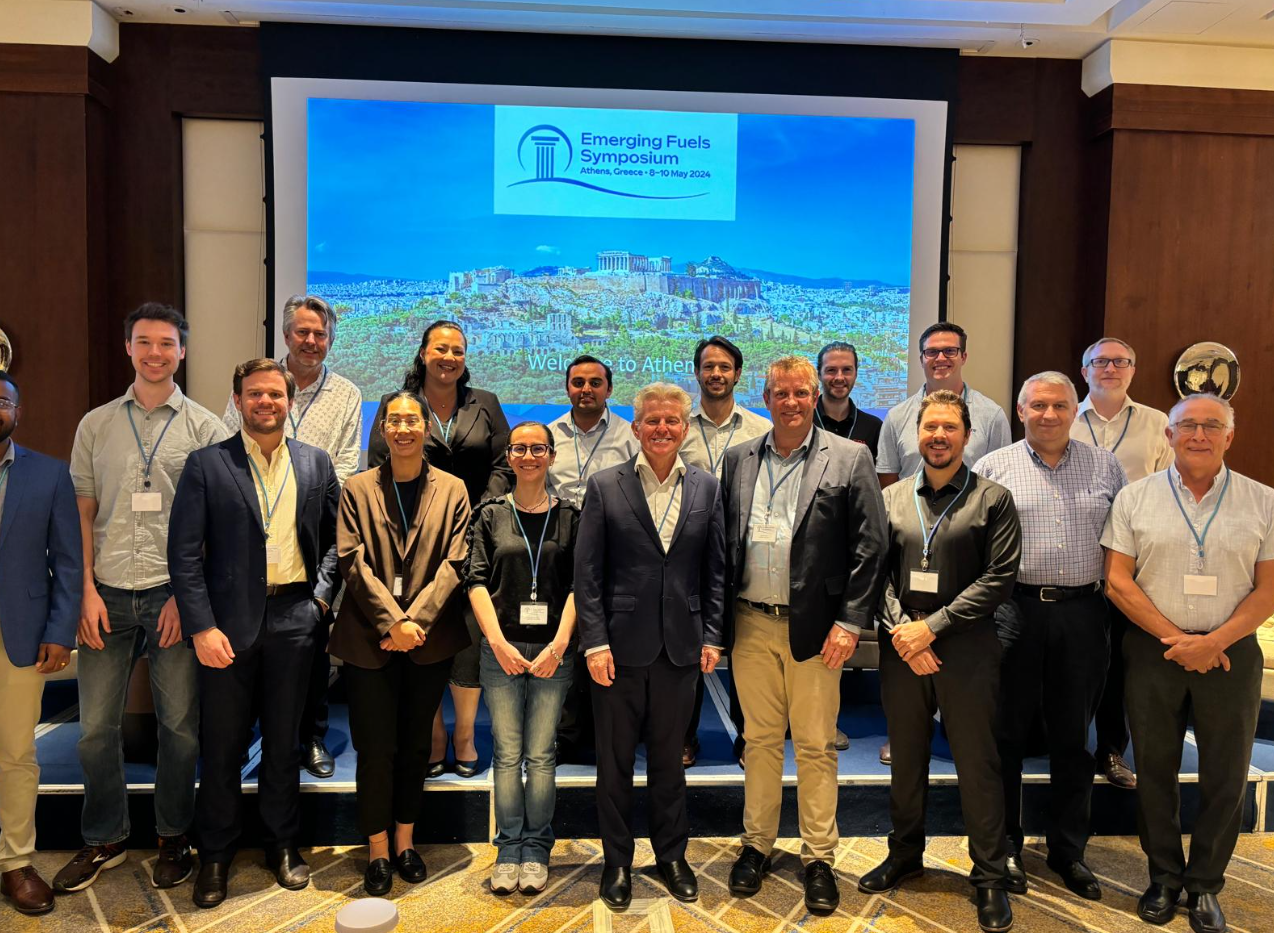 Emerging Fuels
Symposium
Athens, Greece • 8–10 May 2024
Welcome to Athen